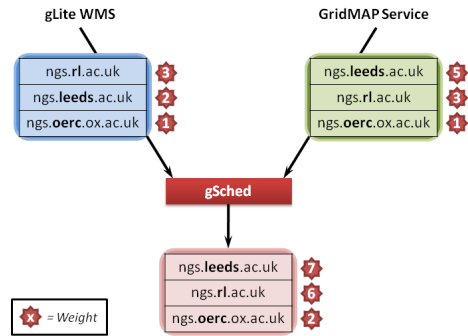 gLite WMS
GridMAP Service
ngs.rl.ac.uk 3
ngs.leeds.ac.uk 2
ngs.oerc.ox.ac.uk 1
ngs.leeds.ac.uk 5
ngs.rl.ac.uk 3
ngs.oerc.ox.ac.uk 1
gSched
ngs.leeds.ac.uk 7
ngs.rl.ac.uk 6
ngs.oerc.ox.ac.uk 2
x = Weight